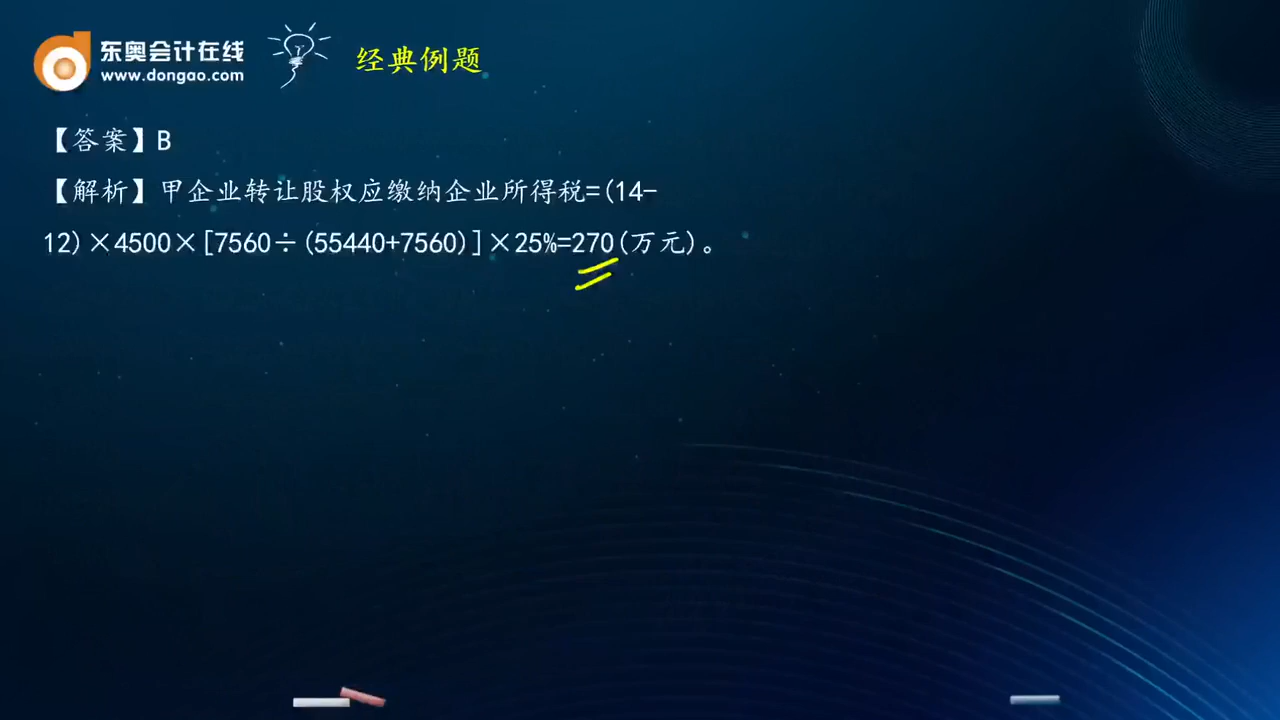 东奥会计在线
www.dongao.com
经典例题
【答案】B
【解析】甲企业转让股权应缴纳企业所得税=(14-
12)×4500×[7560÷(55440+7560)]×25%=270(万元)。